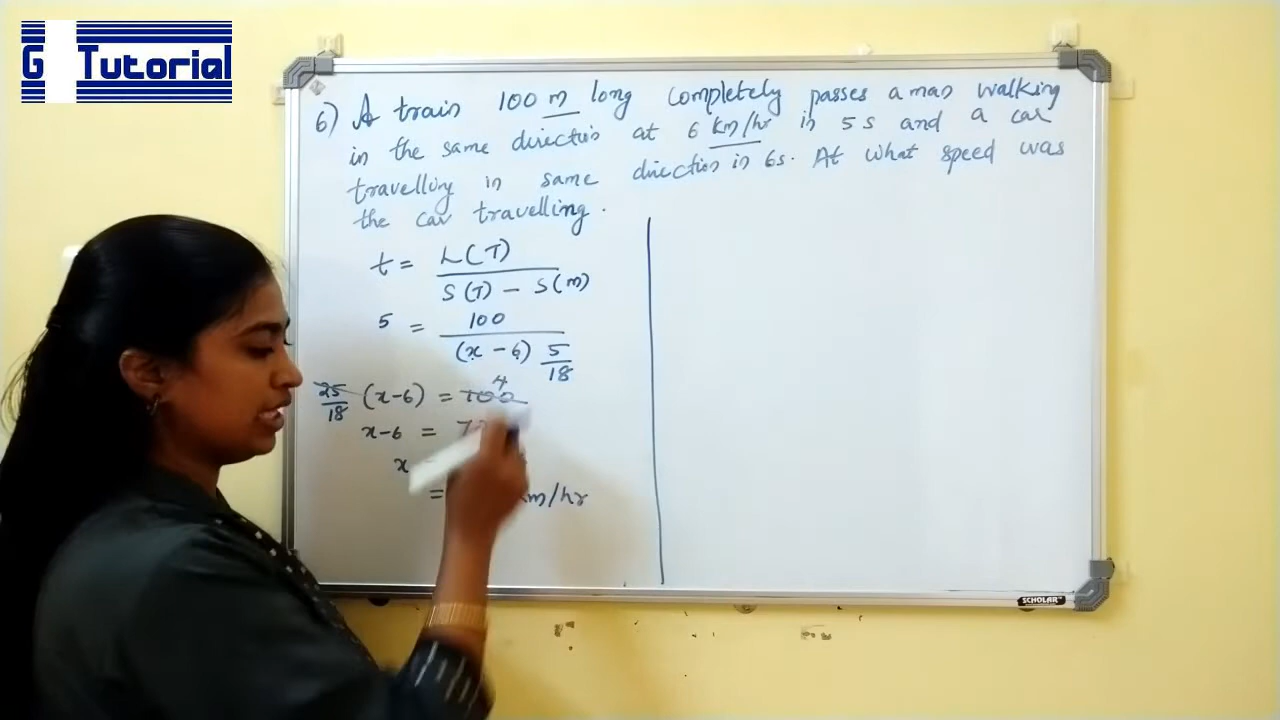 G Tutorial
6) A train 100 m long completely passes a man walking
in the same direction at 6 km/hr in 5 s and a car
travelling in same direction in 6s. At what speed was
the car travelling.
t = L(T) / S(T) - S(m)
5 = 100 / (x - 6) 5/18
25/18 (x-6) = 100 4
x-6 =
x
= km/hr
SCHOLAR